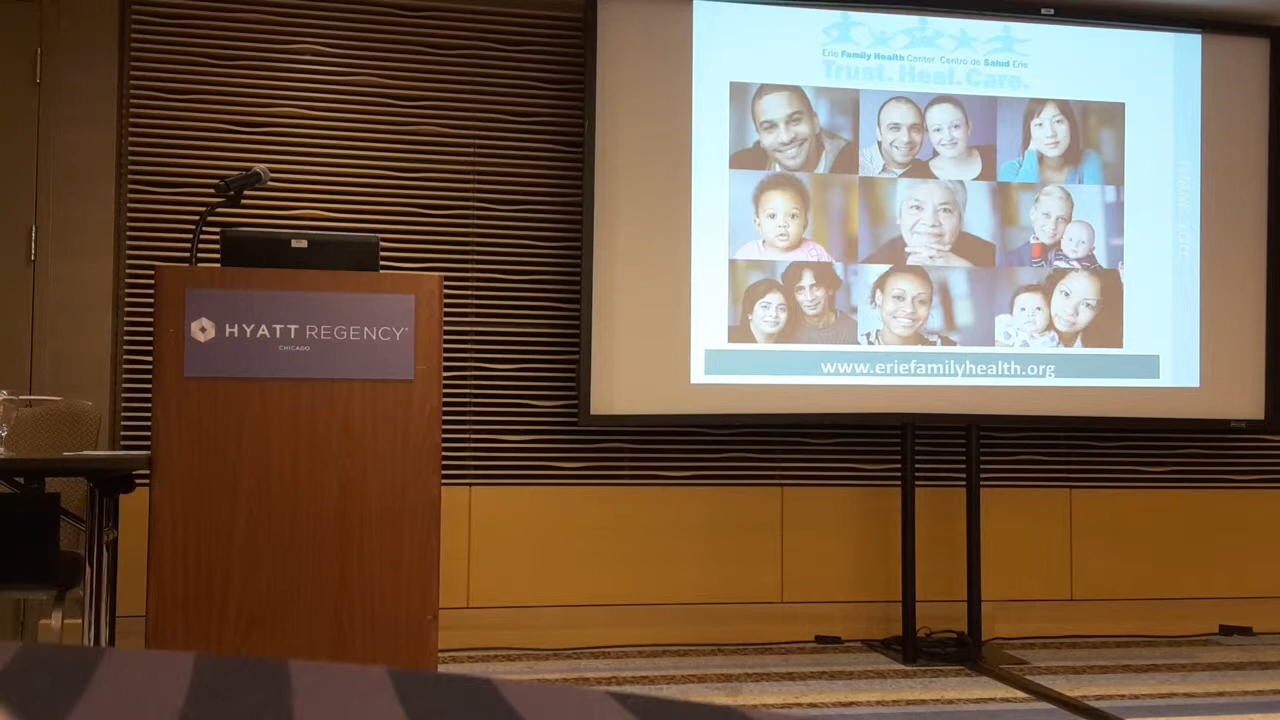 HYATT REGENCY
CHICAGO
Erie Family Health Center Centro de Salud Erie
Trust. Heal. Care.
www.eriefamilyhealth.org